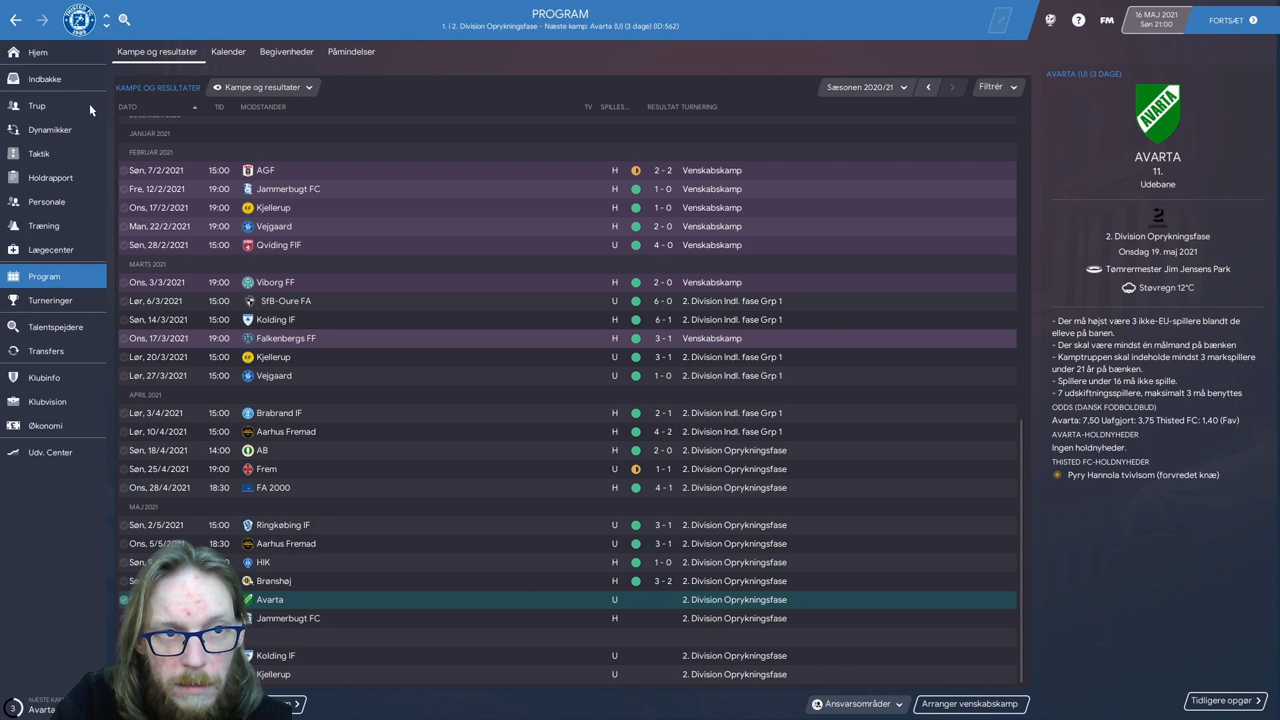 PROGRAM
1. i 2. Division Oprykningsfase - Næste kamp: Avarta (U) (3 dage) (ID:562)
16 MAJ 2021
Søn 21:00
FORTSÆT
FM
Hjem
Indbakke
Trup
Dynamikker
Taktik
Holdrapport
Personale
Træning
Lægecenter
Program
Turneringer
Talentspejdere
Transfers
Klubinfo
Klubvision
Økonomi
Udv. Center
Kampe og resultater Kalender Begivenheder Påmindelser
KAMPE OG RESULTATER Kampe og resultater Sæsonen 2020/21 Filtrér
DATO TID MODSTANDER TV SPILLES... RESULTAT TURNERING
JANUAR 2021
FEBRUAR 2021
Søn, 7/2/2021 15:00 AGF H 2 - 2 Venskabskamp
Fre, 12/2/2021 19:00 Jammerbugt FC H 1 - 0 Venskabskamp
Ons, 17/2/2021 19:00 Kjellerup H 1 - 0 Venskabskamp
Man, 22/2/2021 19:00 Vejgaard H 2 - 0 Venskabskamp
Søn, 28/2/2021 15:00 Qviding FIF U 4 - 0 Venskabskamp
MARTS 2021
Ons, 3/3/2021 19:00 Viborg FF H 2 - 0 Venskabskamp
Lør, 6/3/2021 15:00 SfB-Oure FA U 6 - 0 2. Division Indl. fase Grp 1
Søn, 14/3/2021 15:00 Kolding IF H 6 - 1 2. Division Indl. fase Grp 1
Ons, 17/3/2021 19:00 Falkenbergs FF H 3 - 1 Venskabskamp
Lør, 20/3/2021 15:00 Kjellerup U 3 - 1 2. Division Indl. fase Grp 1
Lør, 27/3/2021 15:00 Vejgaard U 1 - 0 2. Division Indl. fase Grp 1
APRIL 2021
Lør, 3/4/2021 15:00 Brabrand IF H 2 - 1 2. Division Indl. fase Grp 1
Lør, 10/4/2021 15:00 Aarhus Fremad H 4 - 2 2. Division Indl. fase Grp 1
Søn, 18/4/2021 14:00 AB H 2 - 0 2. Division Oprykningsfase
Søn, 25/4/2021 19:00 Frem U 1 - 1 2. Division Oprykningsfase
Ons, 28/4/2021 18:30 FA 2000 H 4 - 1 2. Division Oprykningsfase
MAJ 2021
Søn, 2/5/2021 15:00 Ringkøbing IF U 3 - 1 2. Division Oprykningsfase
Ons, 5/5/ 18:30 Aarhus Fremad U 3 - 1 2. Division Oprykningsfase
HIK H 1 - 0 2. Division Oprykningsfase
Brønshøj H 3 - 2 2. Division Oprykningsfase
Avarta U 2. Division Oprykningsfase
Jammerbugt FC H 2. Division Oprykningsfase
Kolding IF U 2. Division Oprykningsfase
Kjellerup U 2. Division Oprykningsfase
Ansvarsområder Arranger venskabskamp
3 NÆSTE
Avarta
AVARTA (U) (3 DAGE)
AVARTA
11.
Udebane
2. Division Oprykningsfase
Onsdag 19. maj 2021
Tømrermester Jim Jensens Park
Støvregn 12°C
- Der må højst være 3 ikke-EU-spillere blandt de
elleve på banen.
- Der skal være mindst én målmand på bænken
- Kamptruppen skal indeholde mindst 3 markspillere
under 21 år på bænken.
- Spillere under 16 må ikke spille.
- 7 udskiftningsspillere, maksimalt 3 må benyttes
ODDS (DANSK FODBOLDBUD)
Avarta: 7,50 Uafgjort: 3,75 Thisted FC: 1,40 (Fav)
AVARTA-HOLDNYHEDER
Ingen holdnyheder.
THISTED FC-HOLDNYHEDER
Pyry Hannola tvivlsom (forvredet knæ)
Tidligere opgør